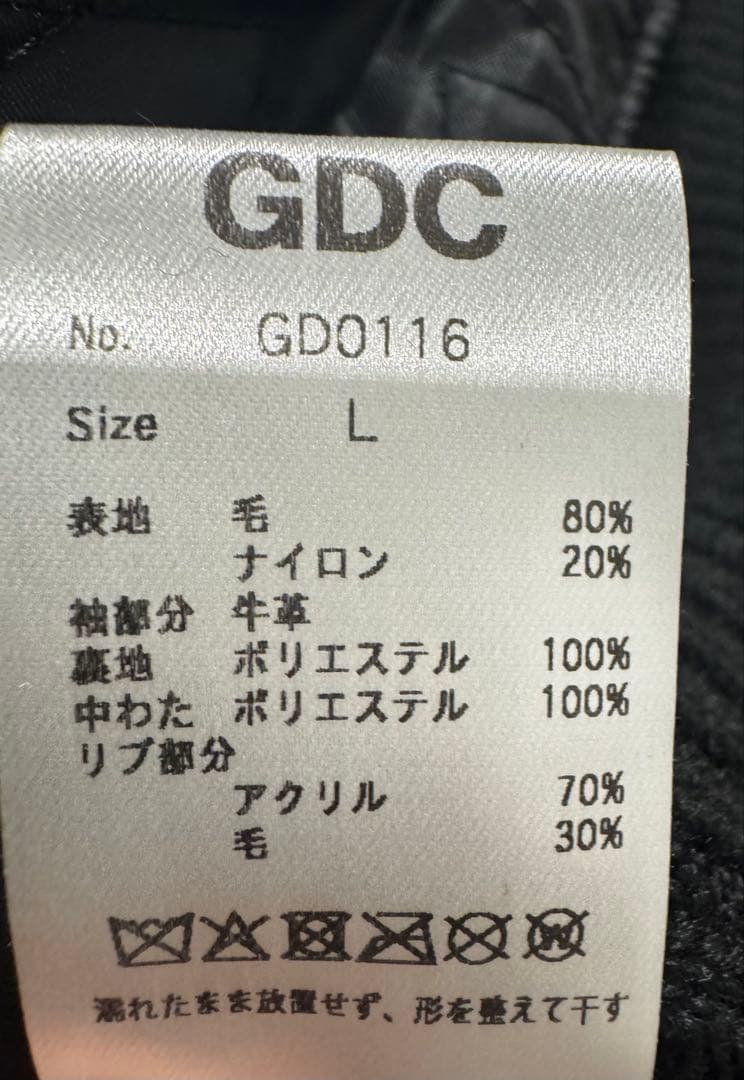 GDC
No. GD0116
Size L
表地 毛 80%
ナイロン 20%
袖部分 牛革
裏地 ポリエステル 100%
中わた ポリエステル 100%
リブ部分
アクリル 70%
毛 30%
W
濡れたまま放置せず、形を整えて干す